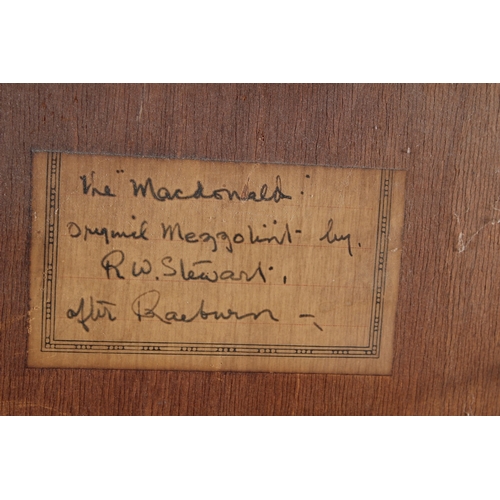 The "Macdonald"
original Mezzotint by.
R.W. Stewart.
after Raeburn -